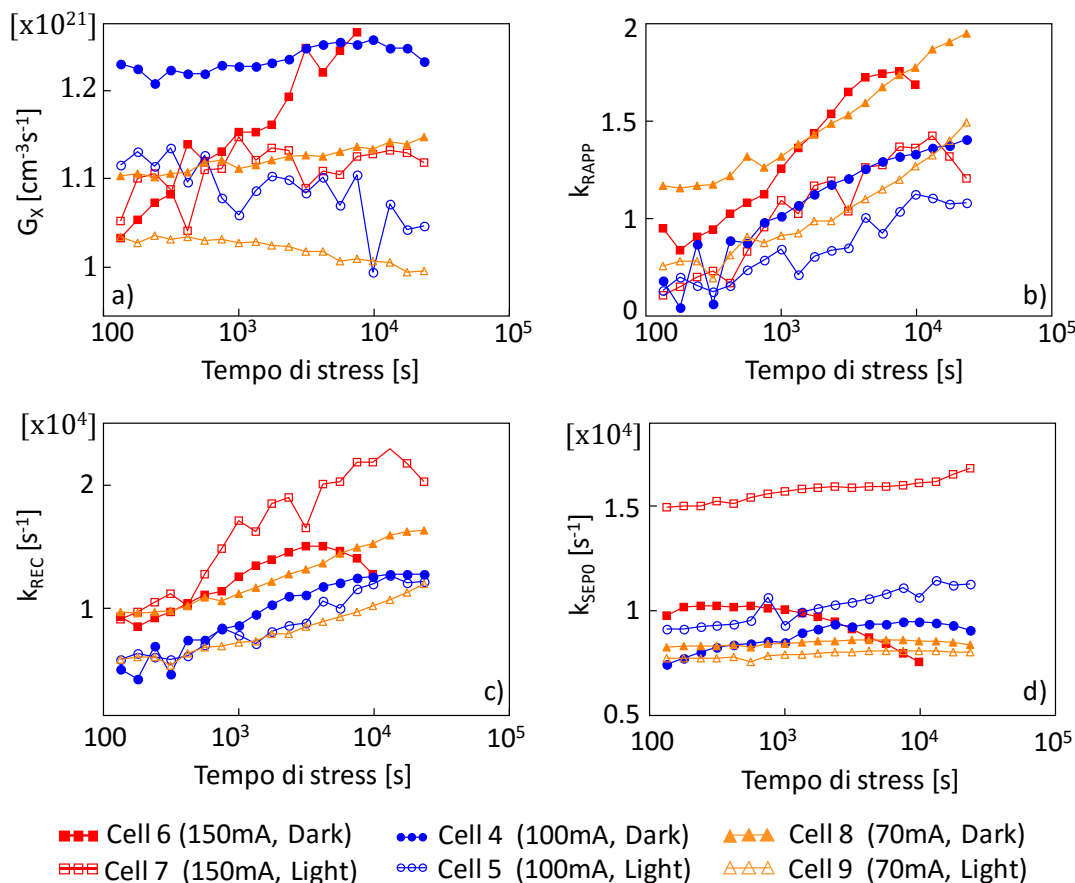 [x10²¹]
G_X [cm⁻³s⁻¹]
1.2
1.11
1
a)
100 10³ 10⁴ 10⁵
Tempo di stress [s]
k_RAPP
2
1.5
1
0
b)
100 10³ 10⁴ 10⁵
Tempo di stress [s]
[x10⁴]
k_REC [s⁻¹]
2
1
c)
100 10³ 10⁴ 10⁵
Tempo di stress [s]
[x10⁴]
k_SEP0 [s⁻¹]
1.5
1
0.5
d)
100 10³ 10⁴ 10⁵
Tempo di stress [s]
Cell 6 (150mA, Dark) Cell 4 (100mA, Dark) Cell 8 (70mA, Dark)
Cell 7 (150mA, Light) Cell 5 (100mA, Light) Cell 9 (70mA, Light)